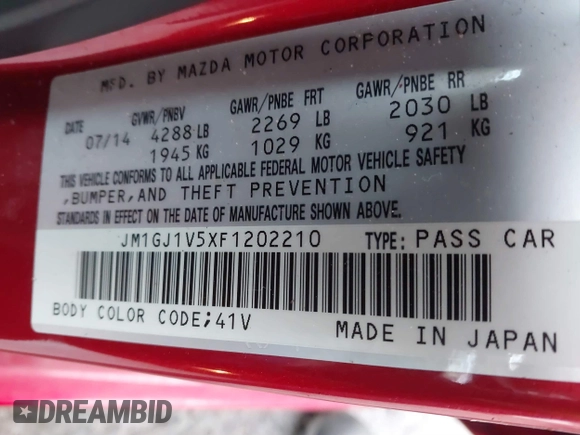 MFD. BY MAZDA MOTOR CORPORATION
DATE GVWR/PNBV GAWR/PNBE FRT GAWR/PNBE RR
07/14 4288 LB 2269 LB 2030 LB
1945 KG 1029 KG 921 KG
THIS VEHICLE CONFORMS TO ALL APPLICABLE FEDERAL MOTOR VEHICLE SAFETY
,BUMPER,AND THEFT PREVENTION
STANDARDS IN EFFECT ON THE DATE OF MANUFACTURE SHOWN ABOVE.
JM1GJ1V5XF1202210 TYPE: PASS CAR
BODY COLOR CODE;41V MADE IN JAPAN
DREAMBID